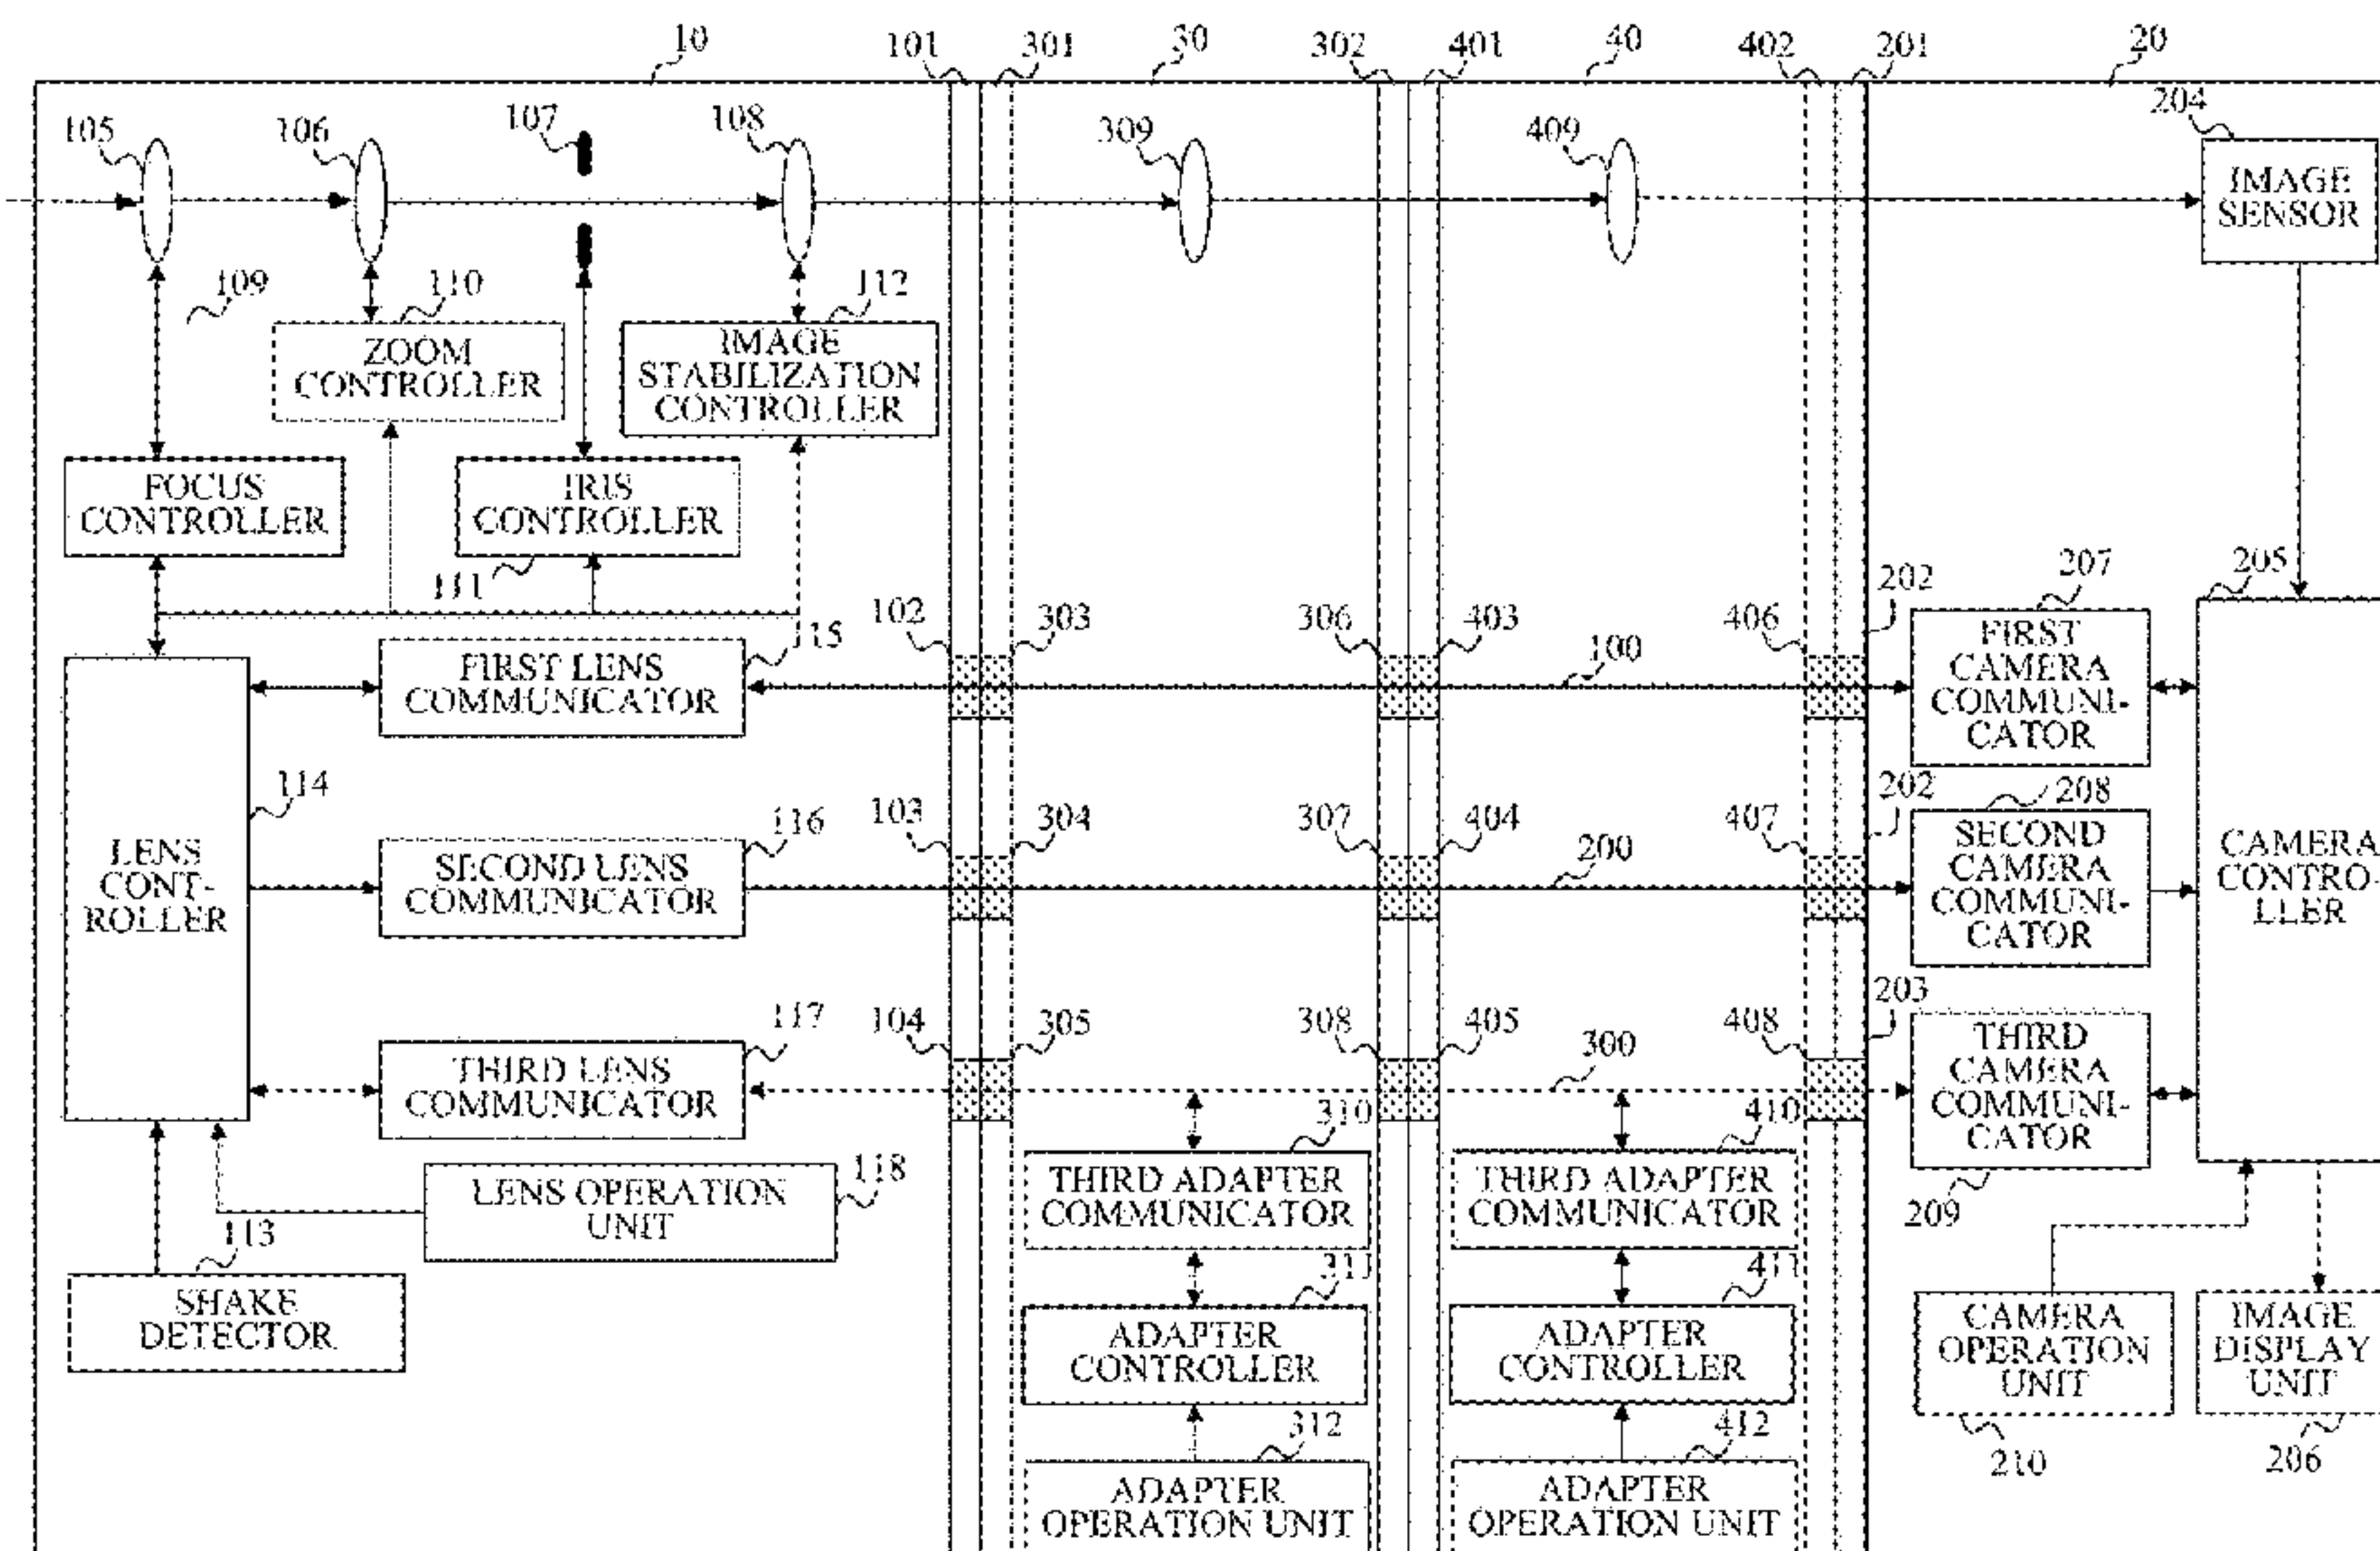 10
101
301
30
302
401
40
402
201
20
105
106
107
108
309
409
204
IMAGE
SENSOR
109
110
112
ZOOM
CONTROLLER
IMAGE
STABILIZATION
CONTROLLER
FOCUS
CONTROLLER
IRIS
CONTROLLER
111
102
303
306
403
406
202
207
205
15
FIRST LENS
COMMUNICATOR
100
FIRST
CAMERA
COMMUNI-
CATOR
114
LENS
CONT-
ROLLER
116
103
304
307
404
407
202
208
SECOND LENS
COMMUNICATOR
200
SECOND
CAMERA
COMMUNI-
CATOR
CAMERA
CONTRO-
LLER
117
104
305
308
405
408
203
THIRD LENS
COMMUNICATOR
300
THIRD
CAMERA
COMMUNI-
CATOR
310
410
118
LENS OPERATION
UNIT
THIRD ADAPTER
COMMUNICATOR
THIRD ADAPTER
COMMUNICATOR
209
113
SHAKE
DETECTOR
311
411
ADAPTER
CONTROLLER
ADAPTER
CONTROLLER
CAMERA
OPERATION
UNIT
IMAGE
DISPLAY
UNIT
312
412
210
206
ADAPTER
OPERATION UNIT
ADAPTER
OPERATION UNIT